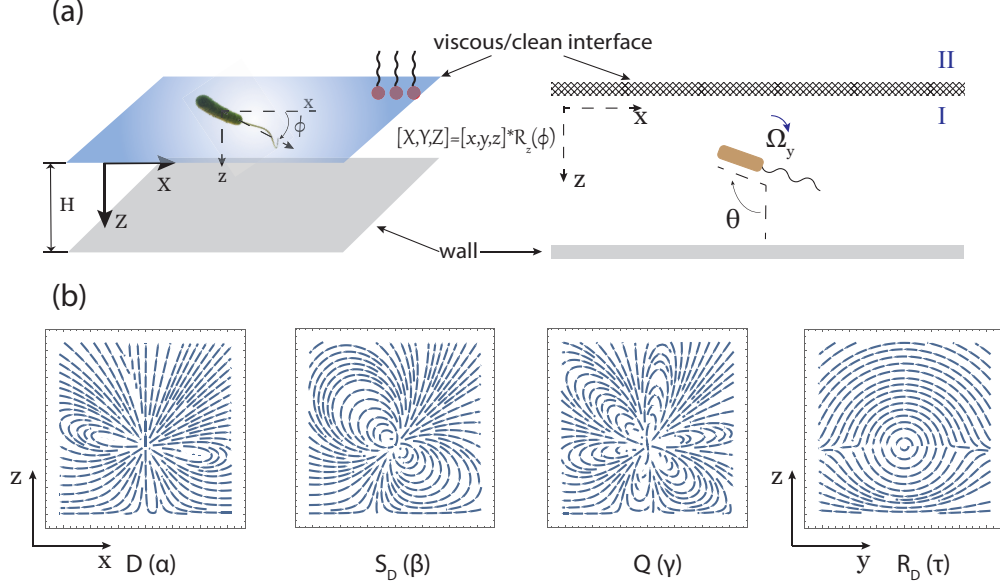 (a)
viscous/clean interface
II
I
x
ϕ
z
X
Z
H
[X,Y,Z]=[x,y,z]*R_z(ϕ)
x
z
Ω_y
θ
wall
(b)
z
x
z
y
D (α)
S_D (β)
Q (γ)
R_D (τ)